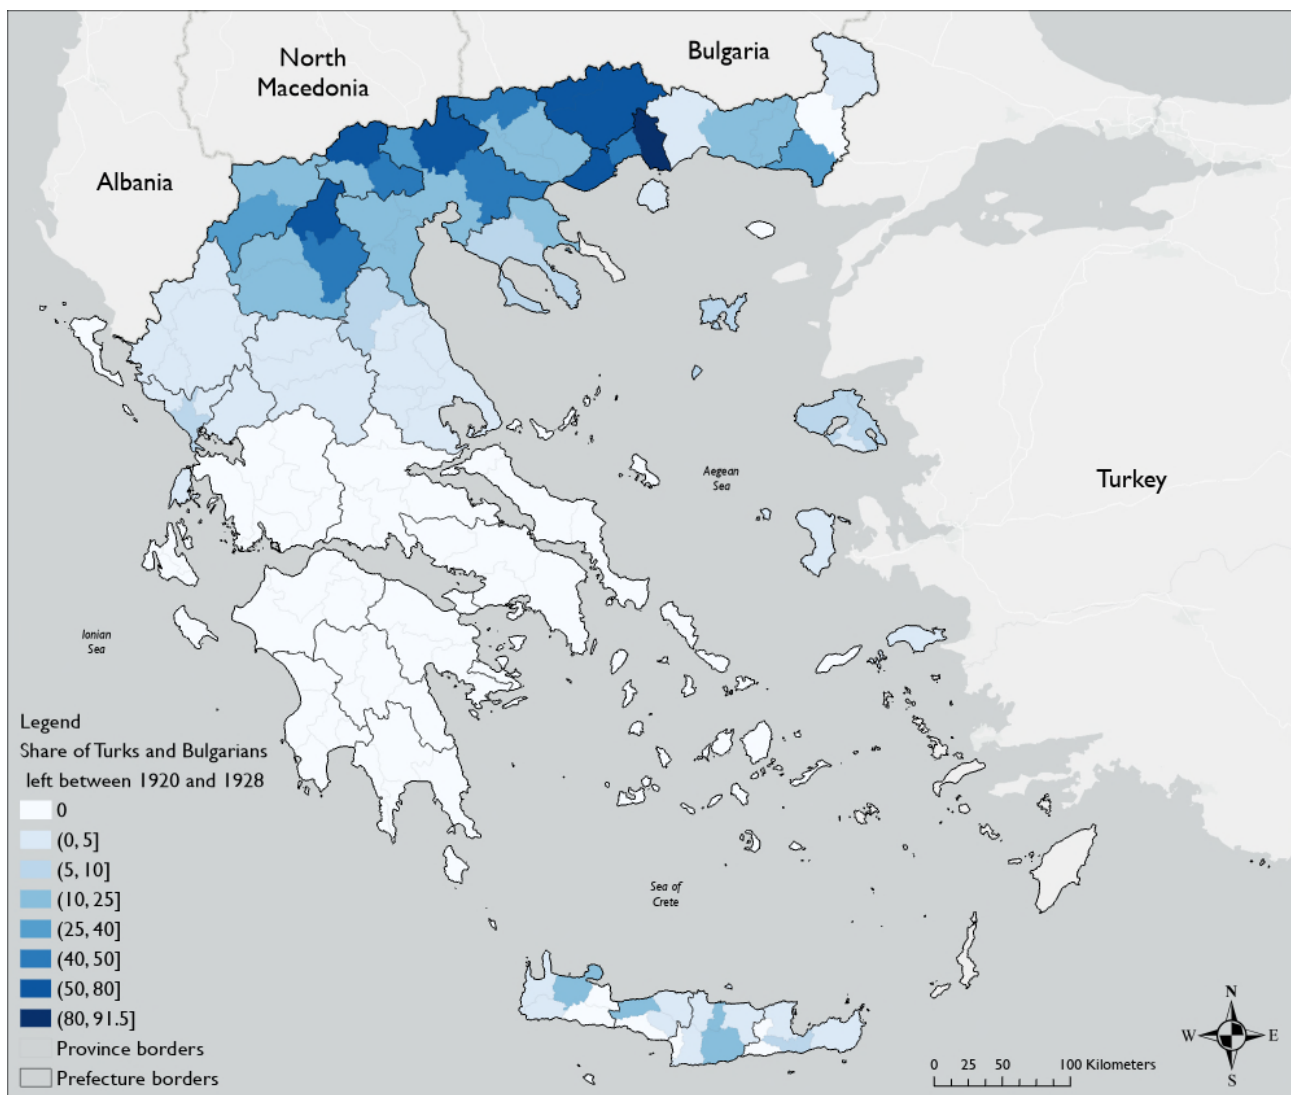 Bulgaria
North
Macedonia
Albania
Aegean
Sea
Turkey
Ionian
Sea
Legend
Share of Turks and Bulgarians
left between 1920 and 1928
0
(0, 5]
(5, 10]
(10, 25]
(25, 40]
(40, 50]
(50, 80]
(80, 91.5]
Province borders
Prefecture borders
Sea of
Crete
N
W
E
S
0 25 50 100 Kilometers